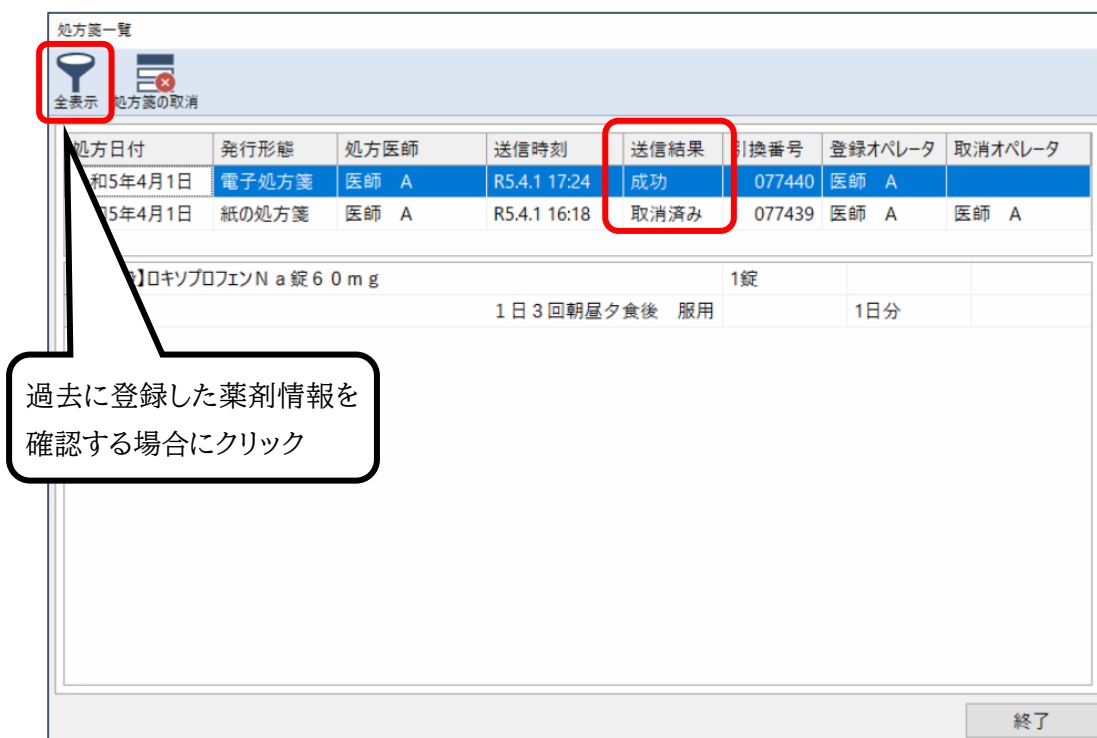 処方箋一覧
全表示 処方箋の取消
処方日付 発行形態 処方医師 送信時刻 送信結果 引換番号 登録オペレータ 取消オペレータ
和5年4月1日 電子処方箋 医師 A R5.4.1 17:24 成功 077440 医師 A
和5年4月1日 紙の処方箋 医師 A R5.4.1 16:18 取消済み 077439 医師 A 医師 A
】ロキソプロフェンNa錠60mg 1錠
1日3回朝昼夕食後 服用 1日分
過去に登録した薬剤情報を
確認する場合にクリック
終了